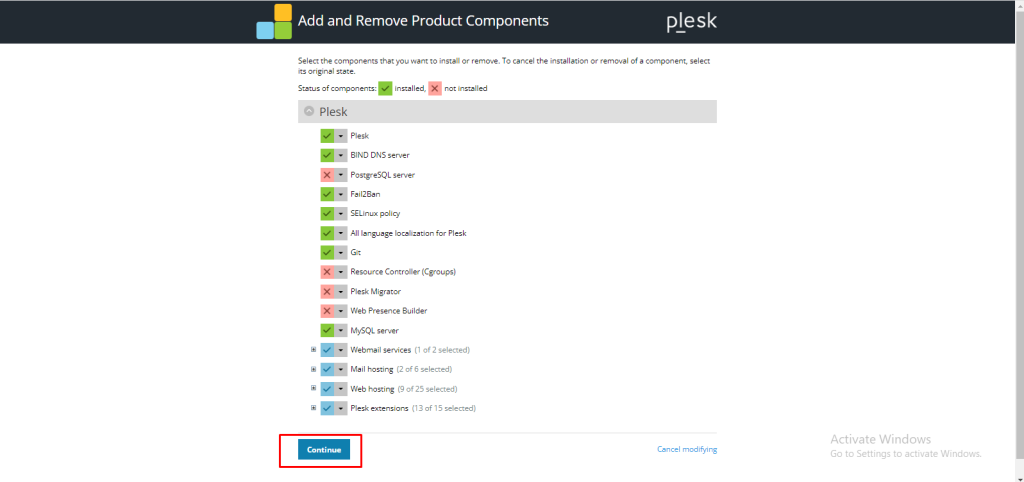 Add and Remove Product Components
plesk
Select the components that you want to install or remove. To cancel the installation or removal of a component, select
its original state.
Status of components: installed, not installed
Plesk
Plesk
BIND DNS server
PostgreSQL server
Fail2Ban
SELinux policy
All language localization for Plesk
Git
Resource Controller (Cgroups)
Plesk Migrator
Web Presence Builder
MySQL server
Webmail services (1 of 2 selected)
Mail hosting (2 of 6 selected)
Web hosting (9 of 25 selected)
Plesk extensions (13 of 15 selected)
Continue
Cancel modifying
Activate Windows
Go to Settings to activate Windows.